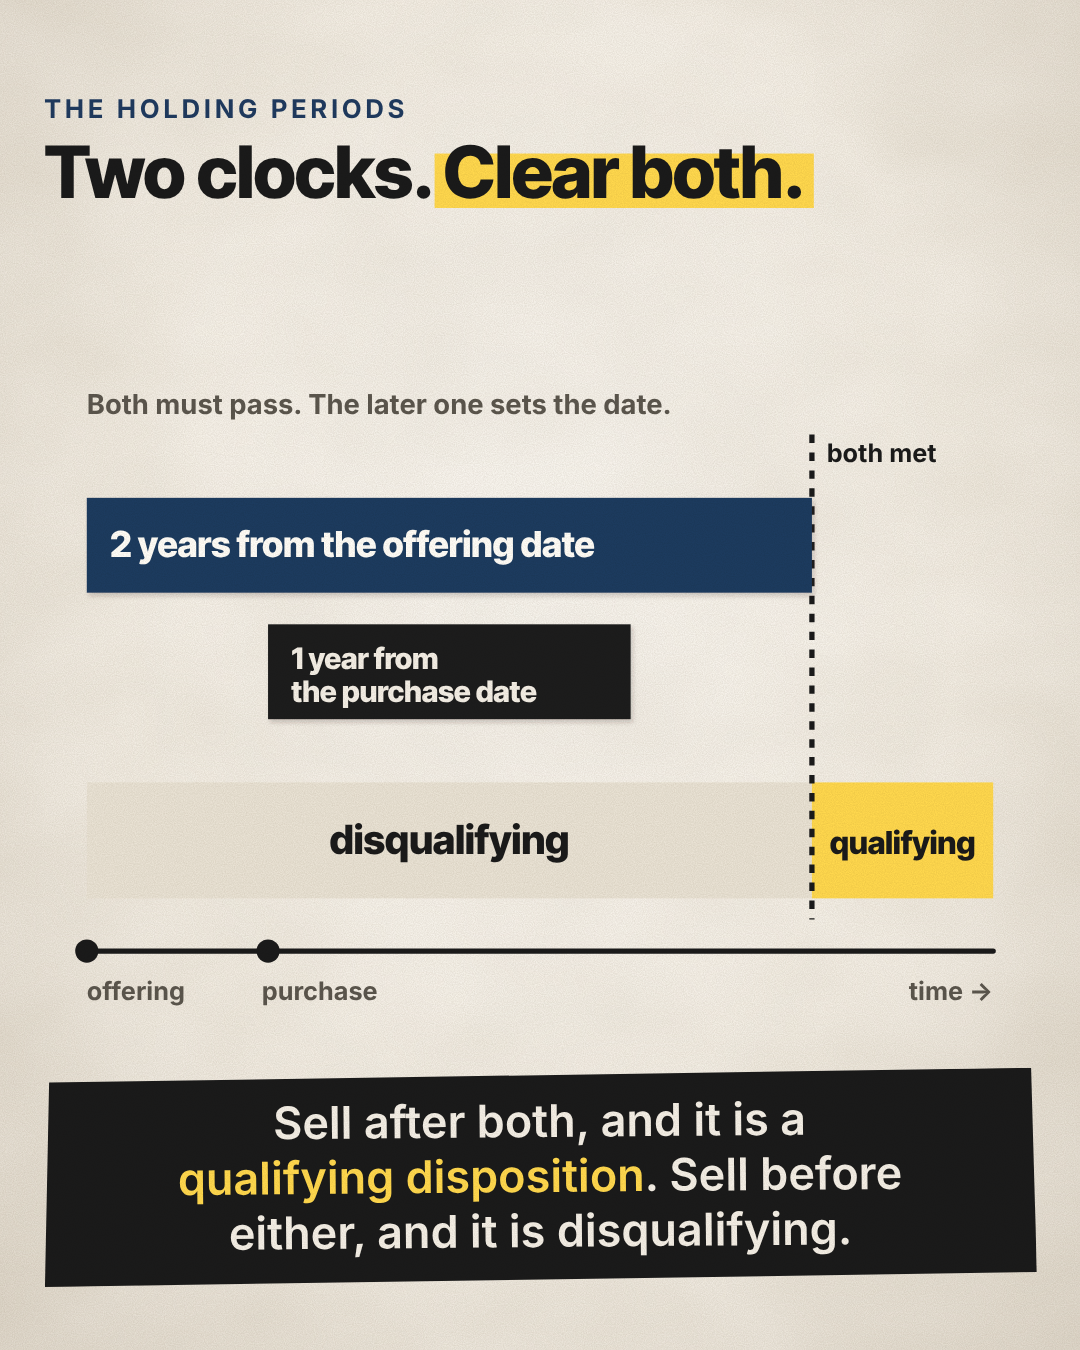 THE HOLDING PERIODS
Two clocks. Clear both.
Both must pass. The later one sets the date.
both met
2 years from the offering date
1 year from
the purchase date
disqualifying
qualifying
offering
purchase
time →
Sell after both, and it is a
qualifying disposition. Sell before
either, and it is disqualifying.